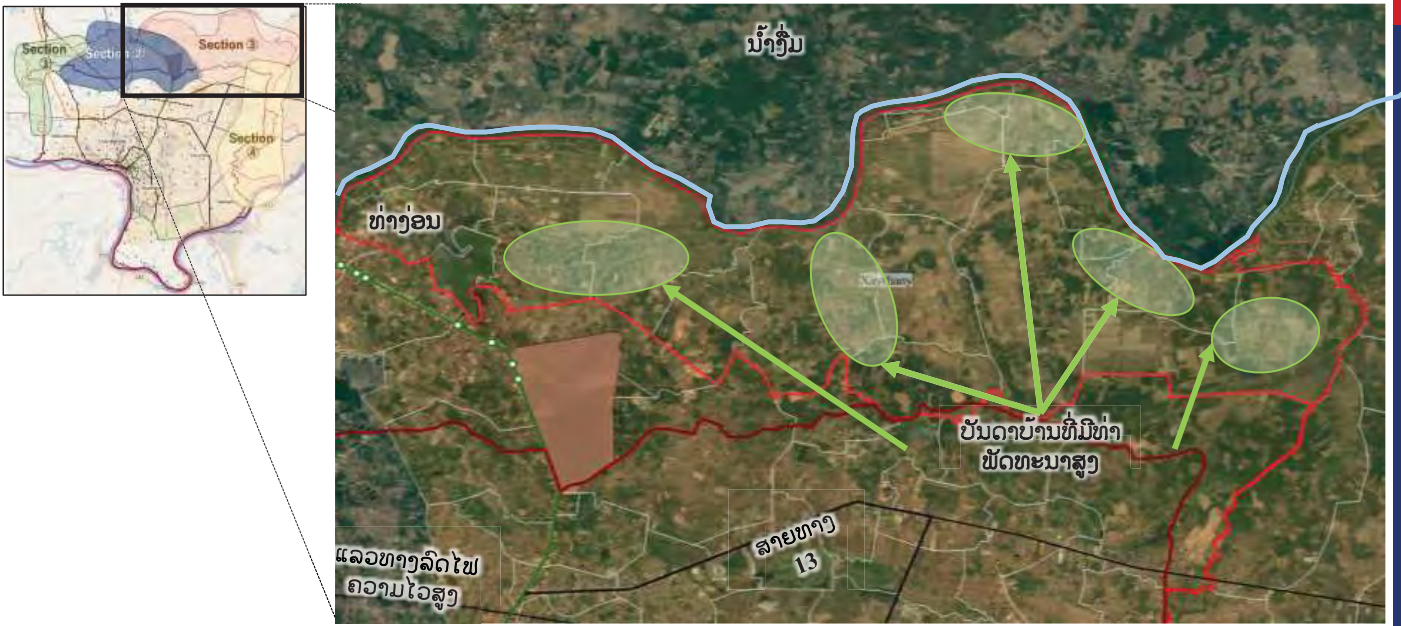 Section
①
Section ②
Section ③
Section
④
ນ້ຳງື່ມ
ທ່າງ່ອນ
Xaythany
ບັນດາບ້ານທີ່ມີທ່າ
ພັດທະນາສູງ
ສາຍທາງ
13
ແລວທາງລົດໄຟ
ຄວາມໄວສູງ